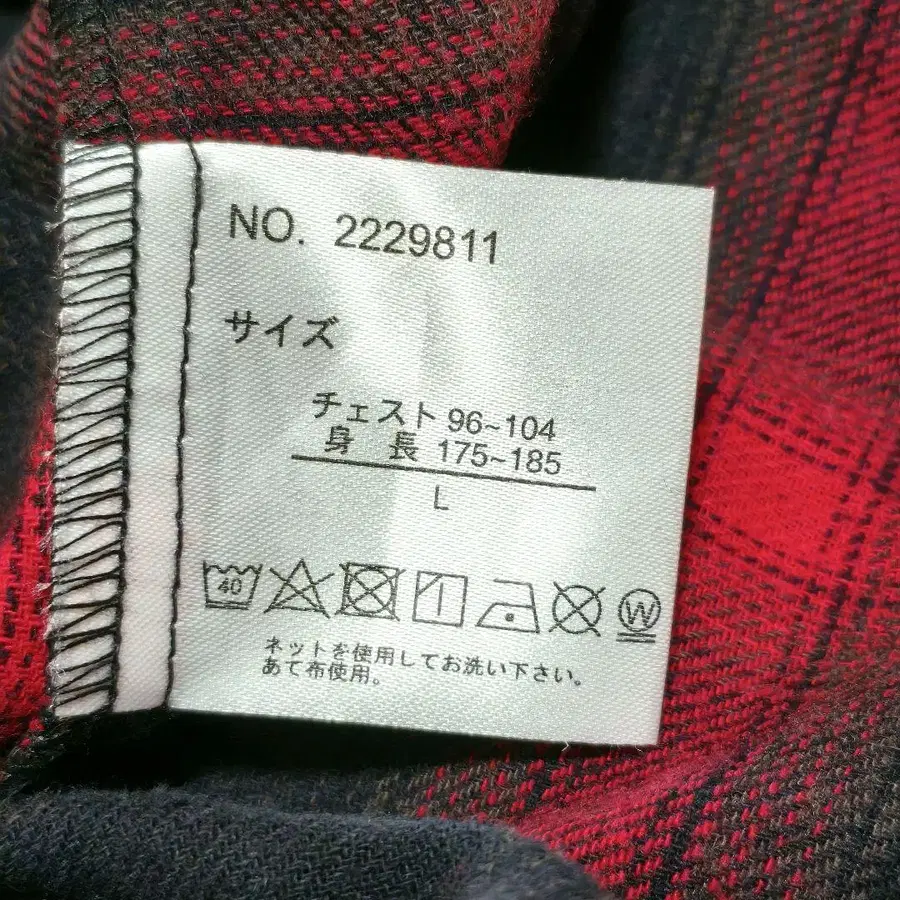 NO. 2229811
サイズ
チェスト 96~104
身 長 175~185
L
40 W
ネットを使用してお洗い下さい。
あて布使用。